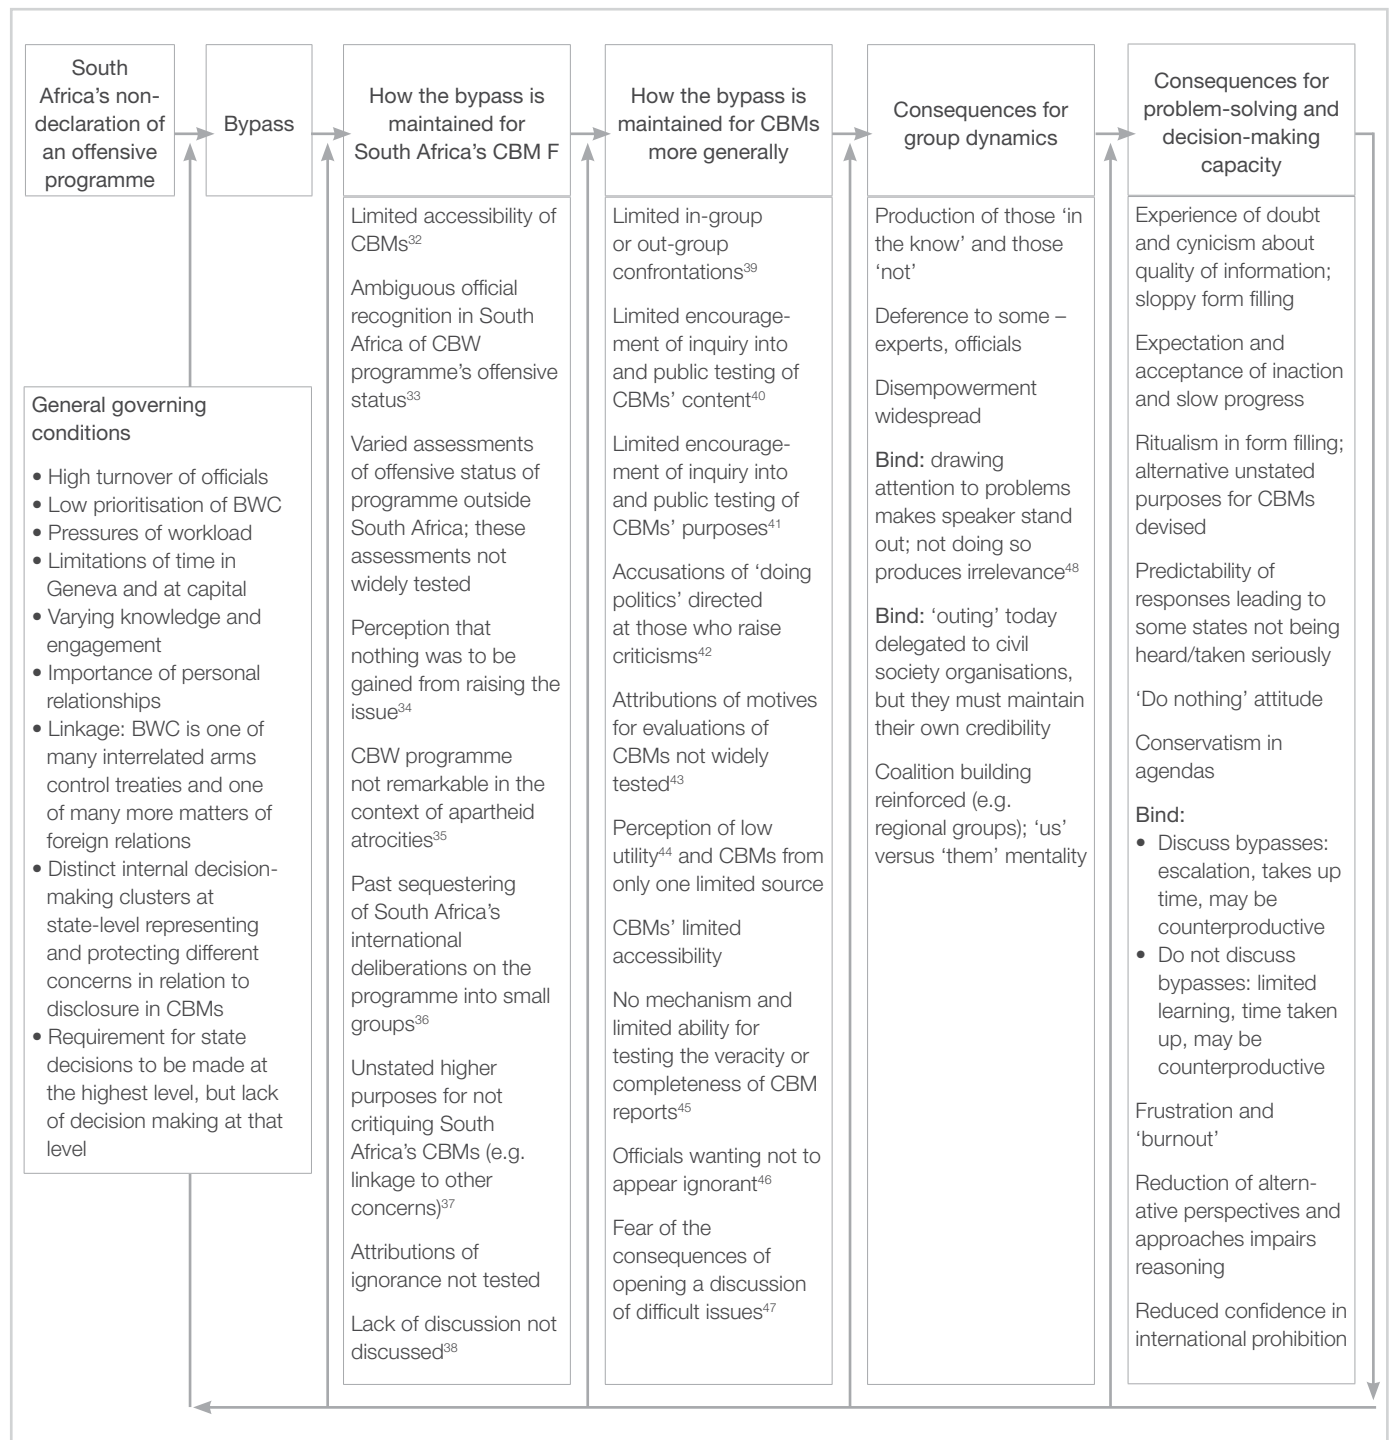 South
Africa's non-
declaration of
an offensive
programme
Bypass
How the bypass is
maintained for
South Africa's CBM F
How the bypass is
maintained for CBMs
more generally
Consequences for
group dynamics
Consequences for
problem-solving and
decision-making
capacity
General governing
conditions
• High turnover of officials
• Low prioritisation of BWC
• Pressures of workload
• Limitations of time in
Geneva and at capital
• Varying knowledge and
engagement
• Importance of personal
relationships
• Linkage: BWC is one of
many interrelated arms
control treaties and one
of many more matters of
foreign relations
• Distinct internal decision-
making clusters at
state-level representing
and protecting different
concerns in relation to
disclosure in CBMs
• Requirement for state
decisions to be made at
the highest level, but lack
of decision making at that
level
Limited accessibility of
CBMs32
Ambiguous official
recognition in South
Africa of CBW
programme's offensive
status33
Varied assessments
of offensive status of
programme outside
South Africa; these
assessments not
widely tested
Perception that
nothing was to be
gained from raising the
issue34
CBW programme
not remarkable in the
context of apartheid
atrocities35
Past sequestering
of South Africa's
international
deliberations on the
programme into small
groups36
Unstated higher
purposes for not
critiquing South
Africa's CBMs (e.g.
linkage to other
concerns)37
Attributions of
ignorance not tested
Lack of discussion not
discussed38
Limited in-group
or out-group
confrontations39
Limited encourage-
ment of inquiry into
and public testing of
CBMs' content40
Limited encourage-
ment of inquiry into
and public testing of
CBMs' purposes41
Accusations of 'doing
politics' directed
at those who raise
criticisms42
Attributions of motives
for evaluations of
CBMs not widely
tested43
Perception of low
utility44 and CBMs from
only one limited source
CBMs' limited
accessibility
No mechanism and
limited ability for
testing the veracity or
completeness of CBM
reports45
Officials wanting not to
appear ignorant46
Fear of the
consequences of
opening a discussion
of difficult issues47
Production of those 'in
the know' and those
'not'
Deference to some –
experts, officials
Disempowerment
widespread
Bind: drawing
attention to problems
makes speaker stand
out; not doing so
produces irrelevance48
Bind: 'outing' today
delegated to civil
society organisations,
but they must maintain
their own credibility
Coalition building
reinforced (e.g.
regional groups); 'us'
versus 'them' mentality
Experience of doubt
and cynicism about
quality of information;
sloppy form filling
Expectation and
acceptance of inaction
and slow progress
Ritualism in form filling;
alternative unstated
purposes for CBMs
devised
Predictability of
responses leading to
some states not being
heard/taken seriously
'Do nothing' attitude
Conservatism in
agendas
Bind:
• Discuss bypasses:
escalation, takes up
time, may be
counterproductive
• Do not discuss
bypasses: limited
learning, time taken
up, may be
counterproductive
Frustration and
'burnout'
Reduction of altern-
ative perspectives and
approaches impairs
reasoning
Reduced confidence in
international prohibition